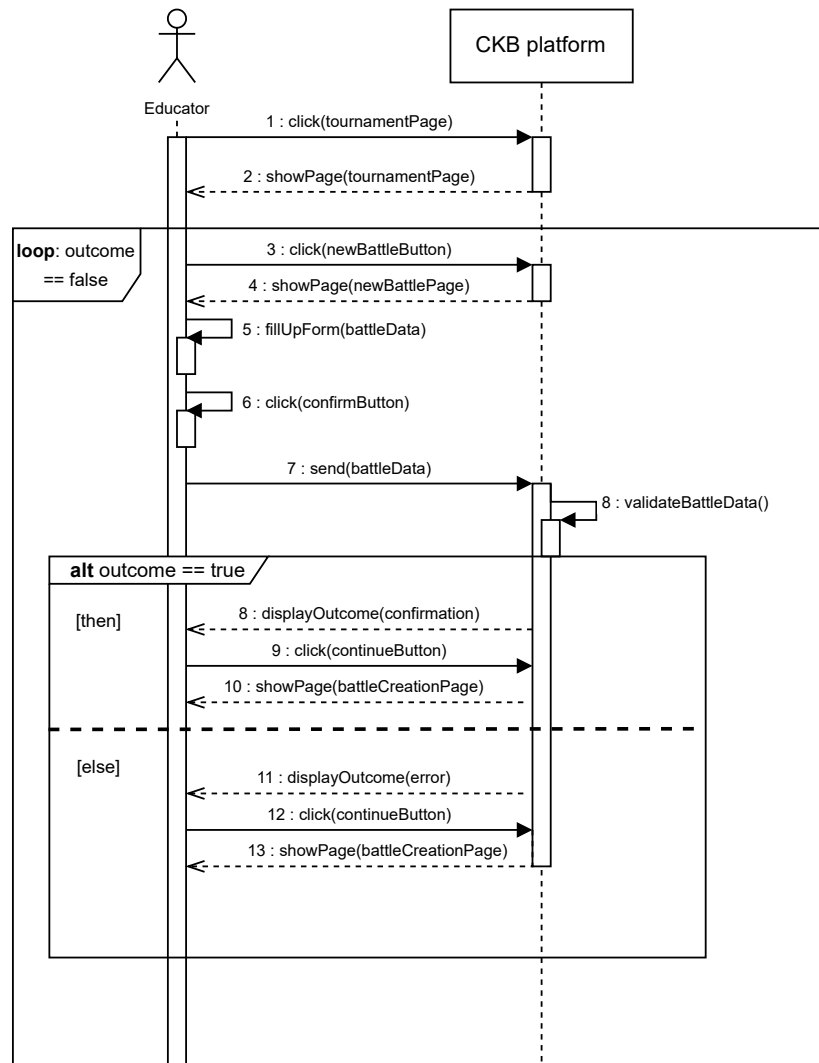 CKB platform
Educator
1 : click(tournamentPage)
2 : showPage(tournamentPage)
loop: outcome
== false
3 : click(newBattleButton)
4 : showPage(newBattlePage)
5 : fillUpForm(battleData)
6 : click(confirmButton)
7 : send(battleData)
8 : validateBattleData()
alt outcome == true
[then]
8 : displayOutcome(confirmation)
9 : click(continueButton)
10 : showPage(battleCreationPage)
[else]
11 : displayOutcome(error)
12 : click(continueButton)
13 : showPage(battleCreationPage)